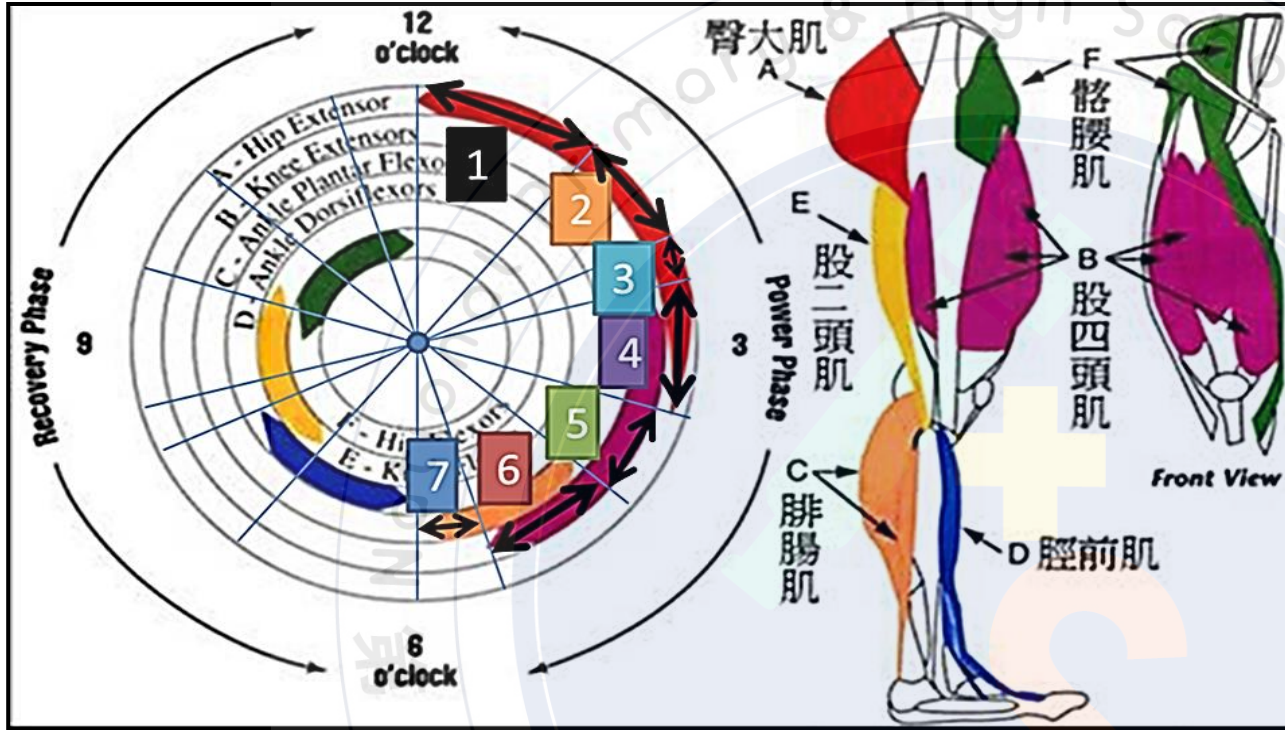 12
o'clock
A - Hip Extensor
B - Knee Extensors
C - Ankle Plantar Flexo
D - Ankle Dorsiflexors
F - Hip Flexor
E - K
1
2
3
4
5
6
7
Recovery Phase
9
3
Power Phase
6
o'clock
臀大肌
A
E
股二頭肌
C
腓腸肌
F
髂腰肌
B
股四頭肌
D 脛前肌
Front View
& High